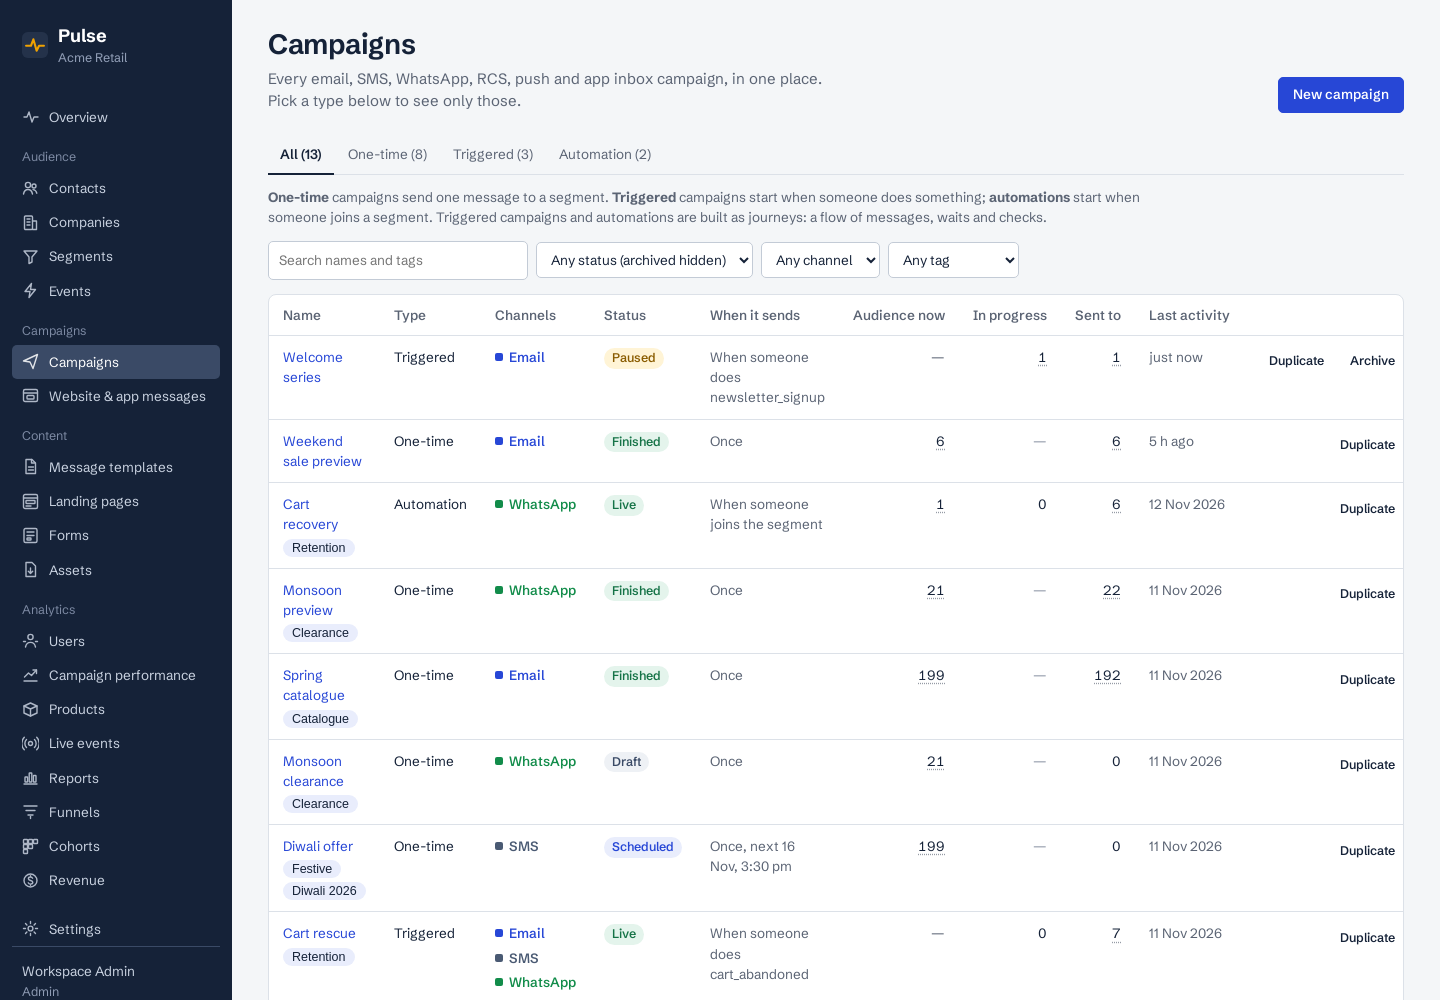 Pulse
Acme Retail
Overview
Audience
Contacts
Companies
Segments
Events
Campaigns
Campaigns
Website & app messages
Content
Message templates
Landing pages
Forms
Assets
Analytics
Users
Campaign performance
Products
Live events
Reports
Funnels
Cohorts
Revenue
Settings
Workspace Admin
Admin
Campaigns
Every email, SMS, WhatsApp, RCS, push and app inbox campaign, in one place.
Pick a type below to see only those.
New campaign
All (13) One-time (8) Triggered (3) Automation (2)
One-time campaigns send one message to a segment. Triggered campaigns start when someone does something; automations start when
someone joins a segment. Triggered campaigns and automations are built as journeys: a flow of messages, waits and checks.
Search names and tags Any status (archived hidden) Any channel Any tag
Name Type Channels Status When it sends Audience now In progress Sent to Last activity
Welcome Triggered Email Paused When someone — 1 1 just now Duplicate Archive
series does
newsletter_signup
Weekend One-time Email Finished Once 6 — 6 5 h ago Duplicate
sale preview
Cart Automation WhatsApp Live When someone 1 0 6 12 Nov 2026 Duplicate
recovery joins the segment
Retention
Monsoon One-time WhatsApp Finished Once 21 — 22 11 Nov 2026 Duplicate
preview
Clearance
Spring One-time Email Finished Once 199 — 192 11 Nov 2026 Duplicate
catalogue
Catalogue
Monsoon One-time WhatsApp Draft Once 21 — 0 11 Nov 2026 Duplicate
clearance
Clearance
Diwali offer One-time SMS Scheduled Once, next 16 199 — 0 11 Nov 2026 Duplicate
Festive Nov, 3:30 pm
Diwali 2026
Cart rescue Triggered Email Live When someone — 0 7 11 Nov 2026 Duplicate
Retention SMS does
WhatsApp cart_abandoned